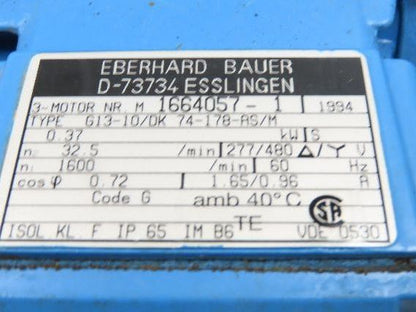 EBERHARD BAUER
D-73734 ESSLINGEN
3~MOTOR NR. M 1664057-1 1994
TYPE G13-10/DK 74-178-AS/M
0.37 kW S
n₂ 32.5 /min 277/480 △/Y V
n₁ 1600 /min 60 Hz
cos φ 0.72 1.65/0.96 A
Code G amb 40°C SA
ISOL KL. F IP 65 IM B6 TE VDE 0530